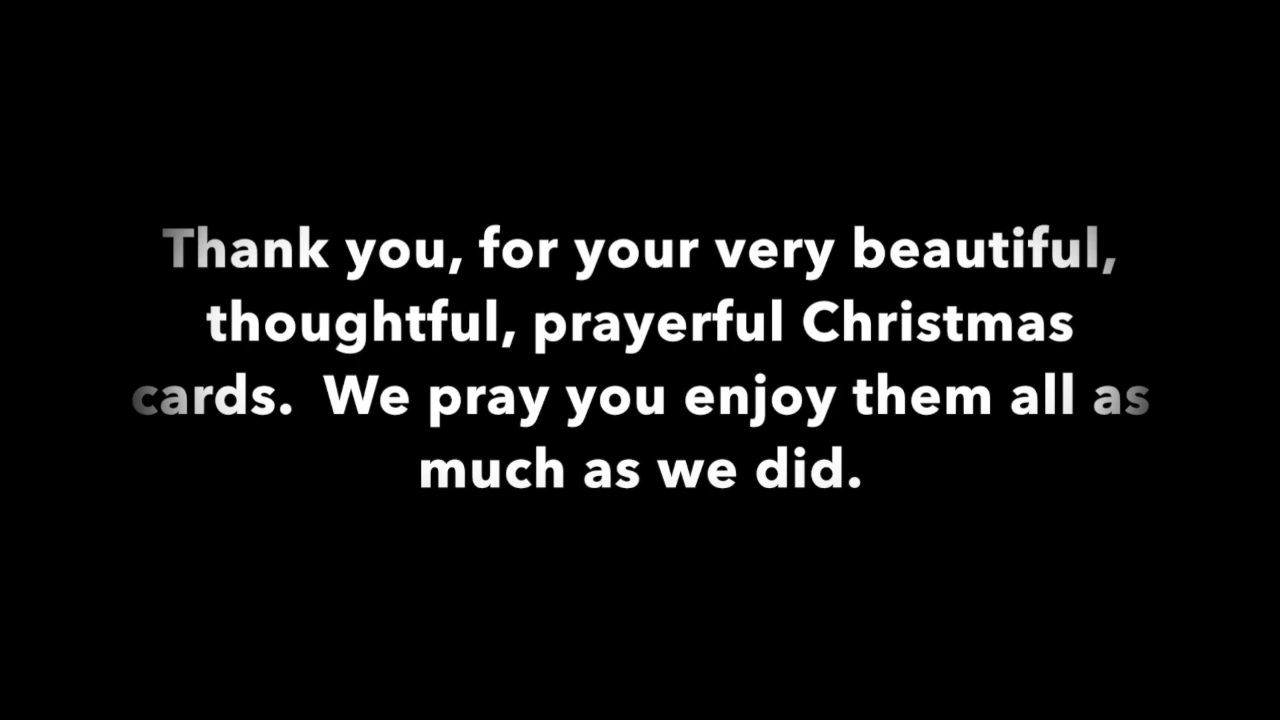 Thank you, for your very beautiful,
thoughtful, prayerful Christmas
cards.  We pray you enjoy them all as
much as we did.